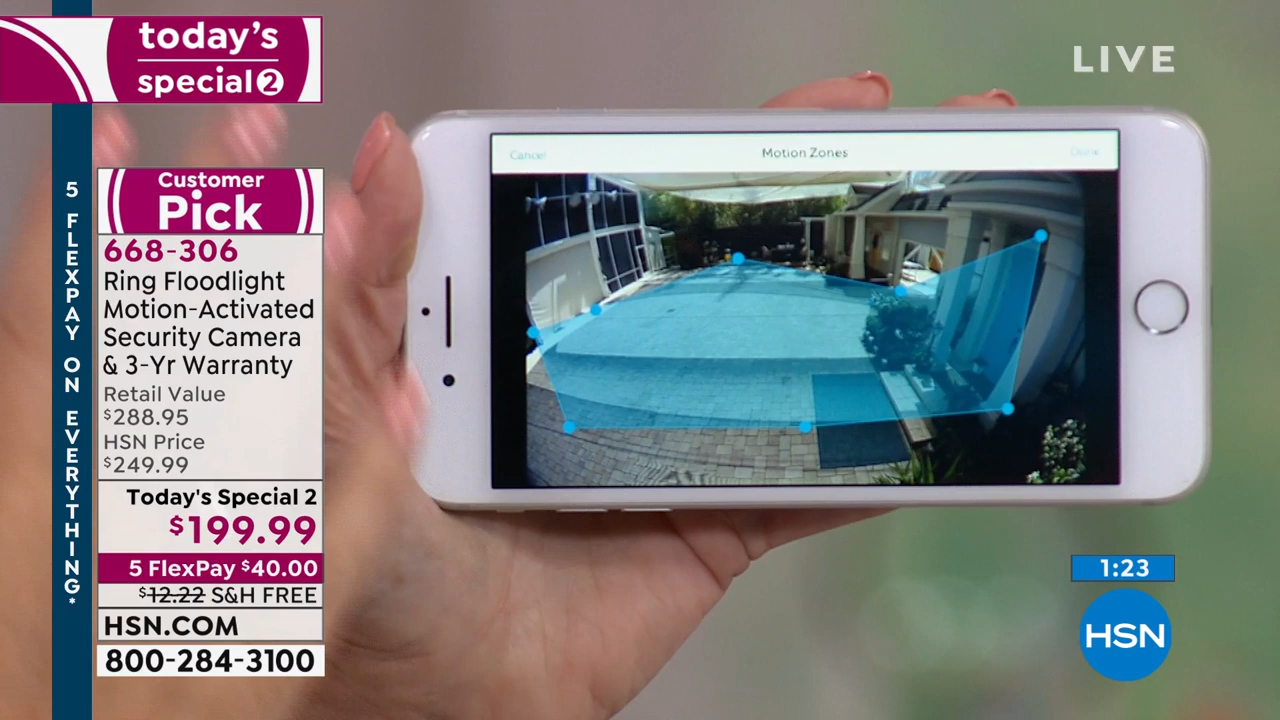 today's
special 2
LIVE
5 FLEXPAY ON EVERYTHING*
Customer
Pick
668-306
Ring Floodlight
Motion-Activated
Security Camera
& 3-Yr Warranty
Retail Value
$288.95
HSN Price
$249.99
Today's Special 2
$199.99
5 FlexPay $40.00
$12.22 S&H FREE
HSN.COM
800-284-3100
Cancel
Motion Zones
Done
1:23
HSN